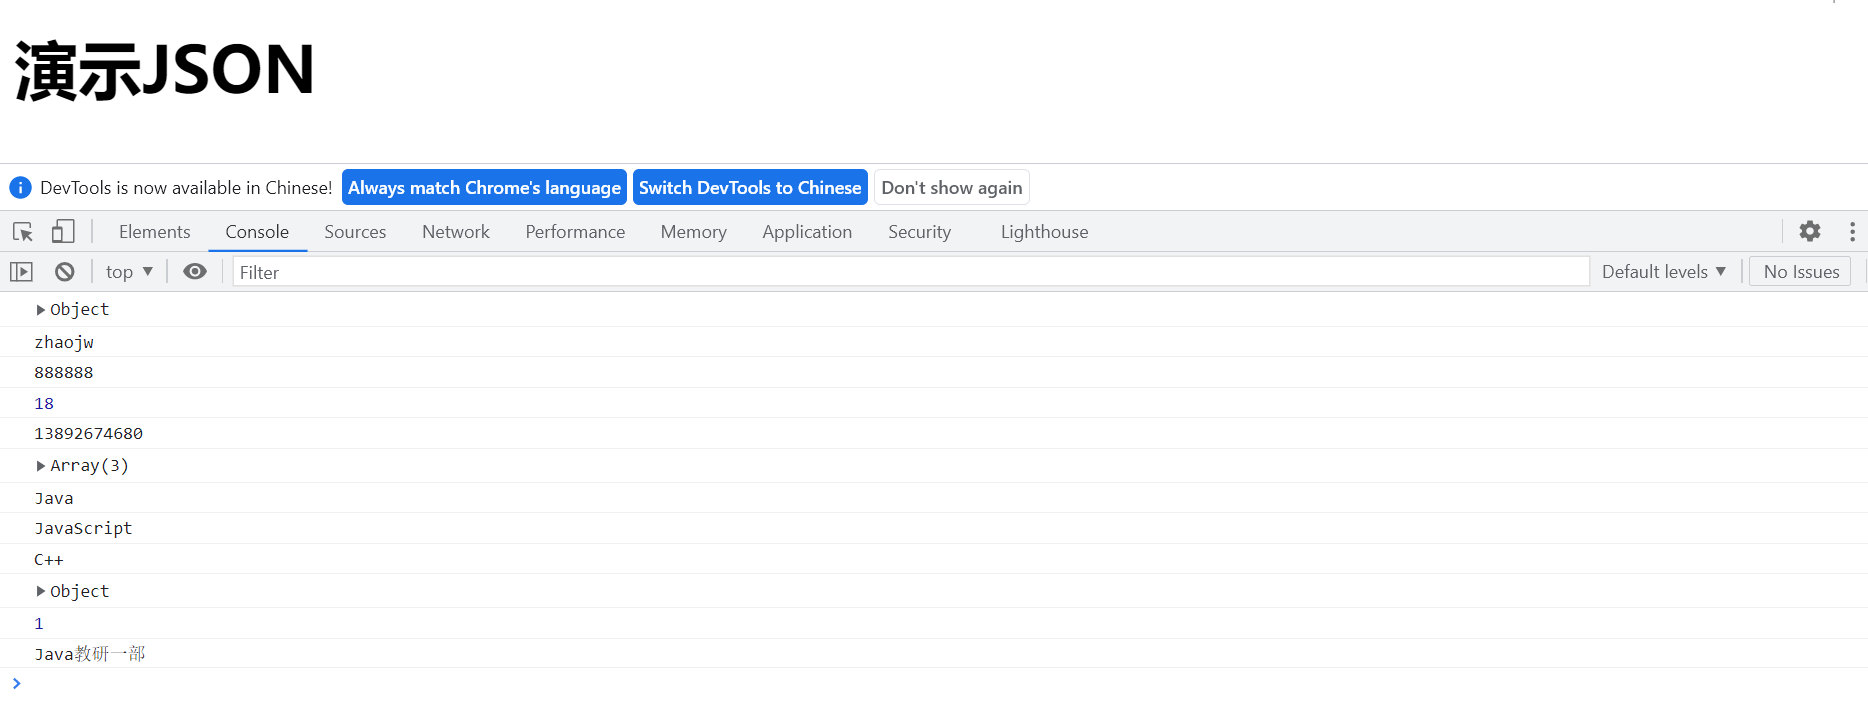 演示JSON
DevTools is now available in Chinese! Always match Chrome's language Switch DevTools to Chinese Don't show again
Elements Console Sources Network Performance Memory Application Security Lighthouse
top Filter Default levels No Issues
Object
zhaojw
888888
18
13892674680
Array(3)
Java
JavaScript
C++
Object
1
Java教研一部